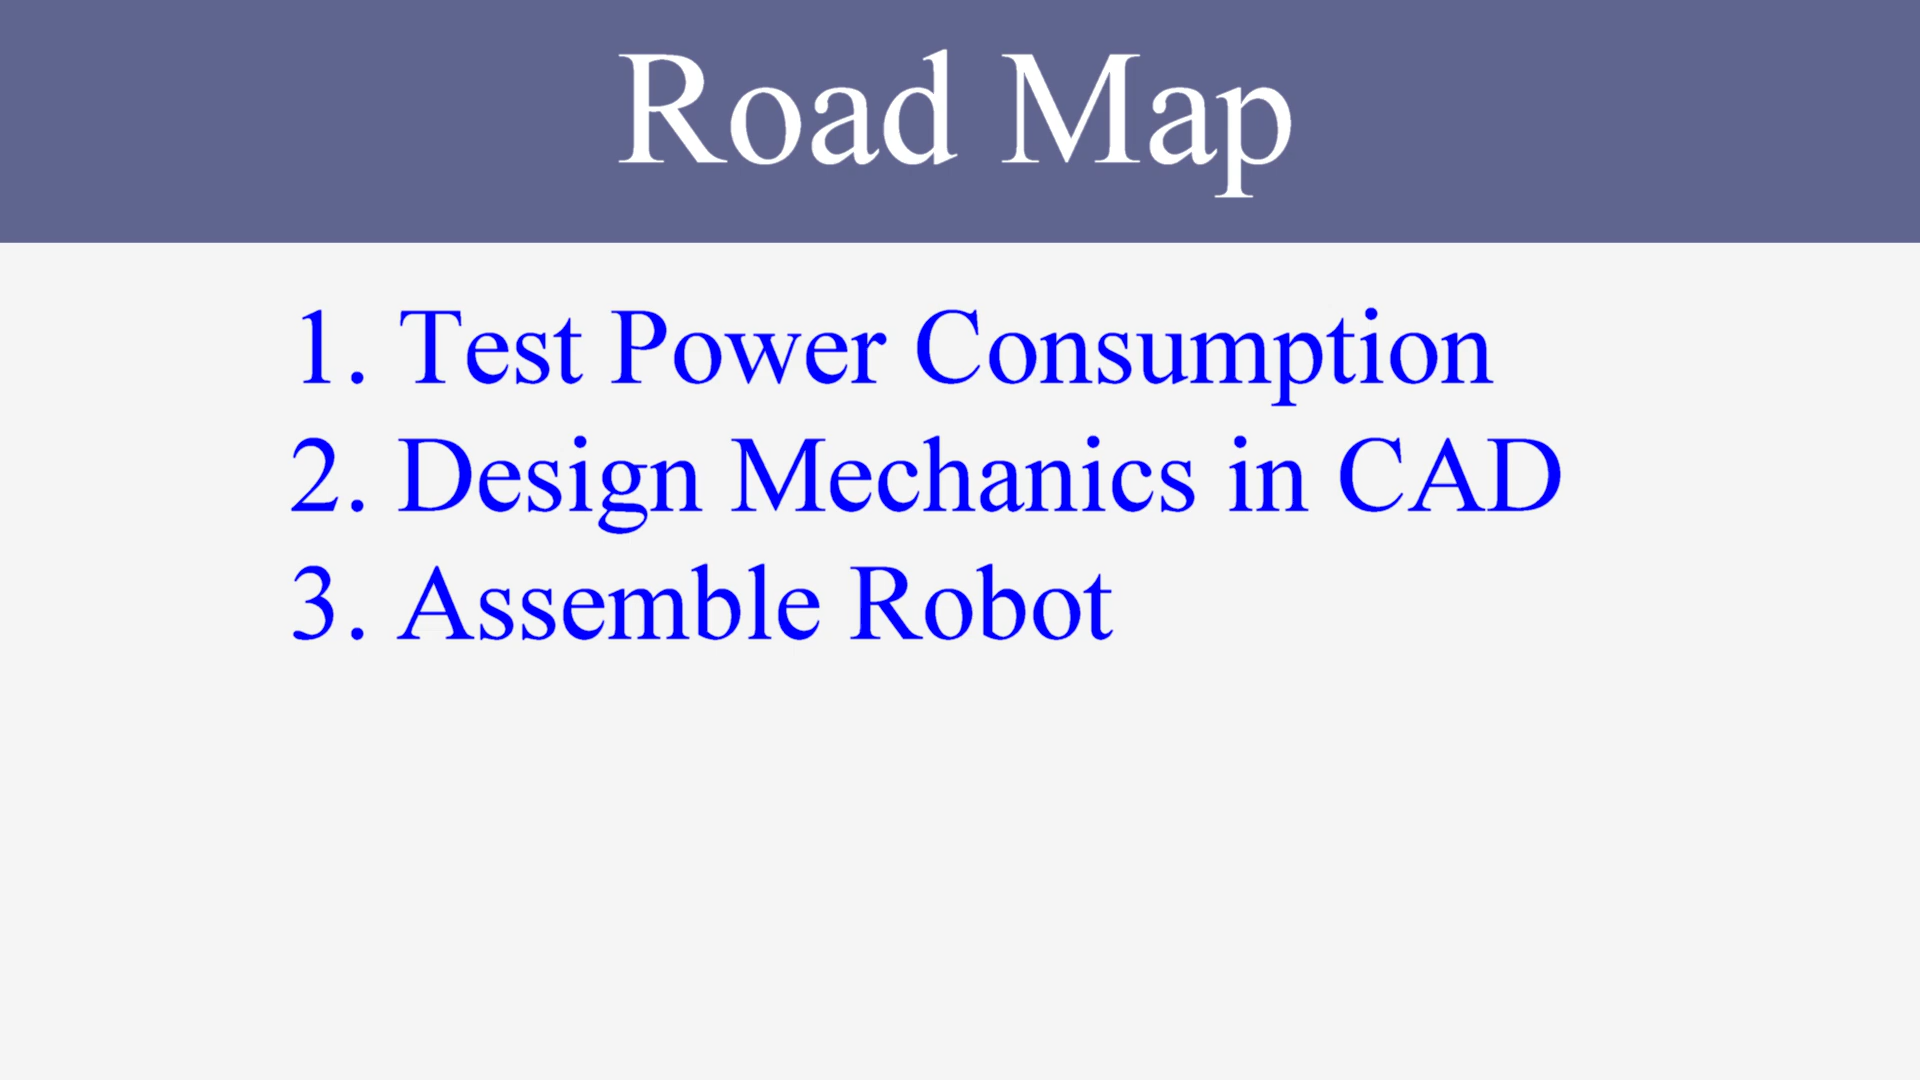 Road Map
1. Test Power Consumption
2. Design Mechanics in CAD
3. Assemble Robot